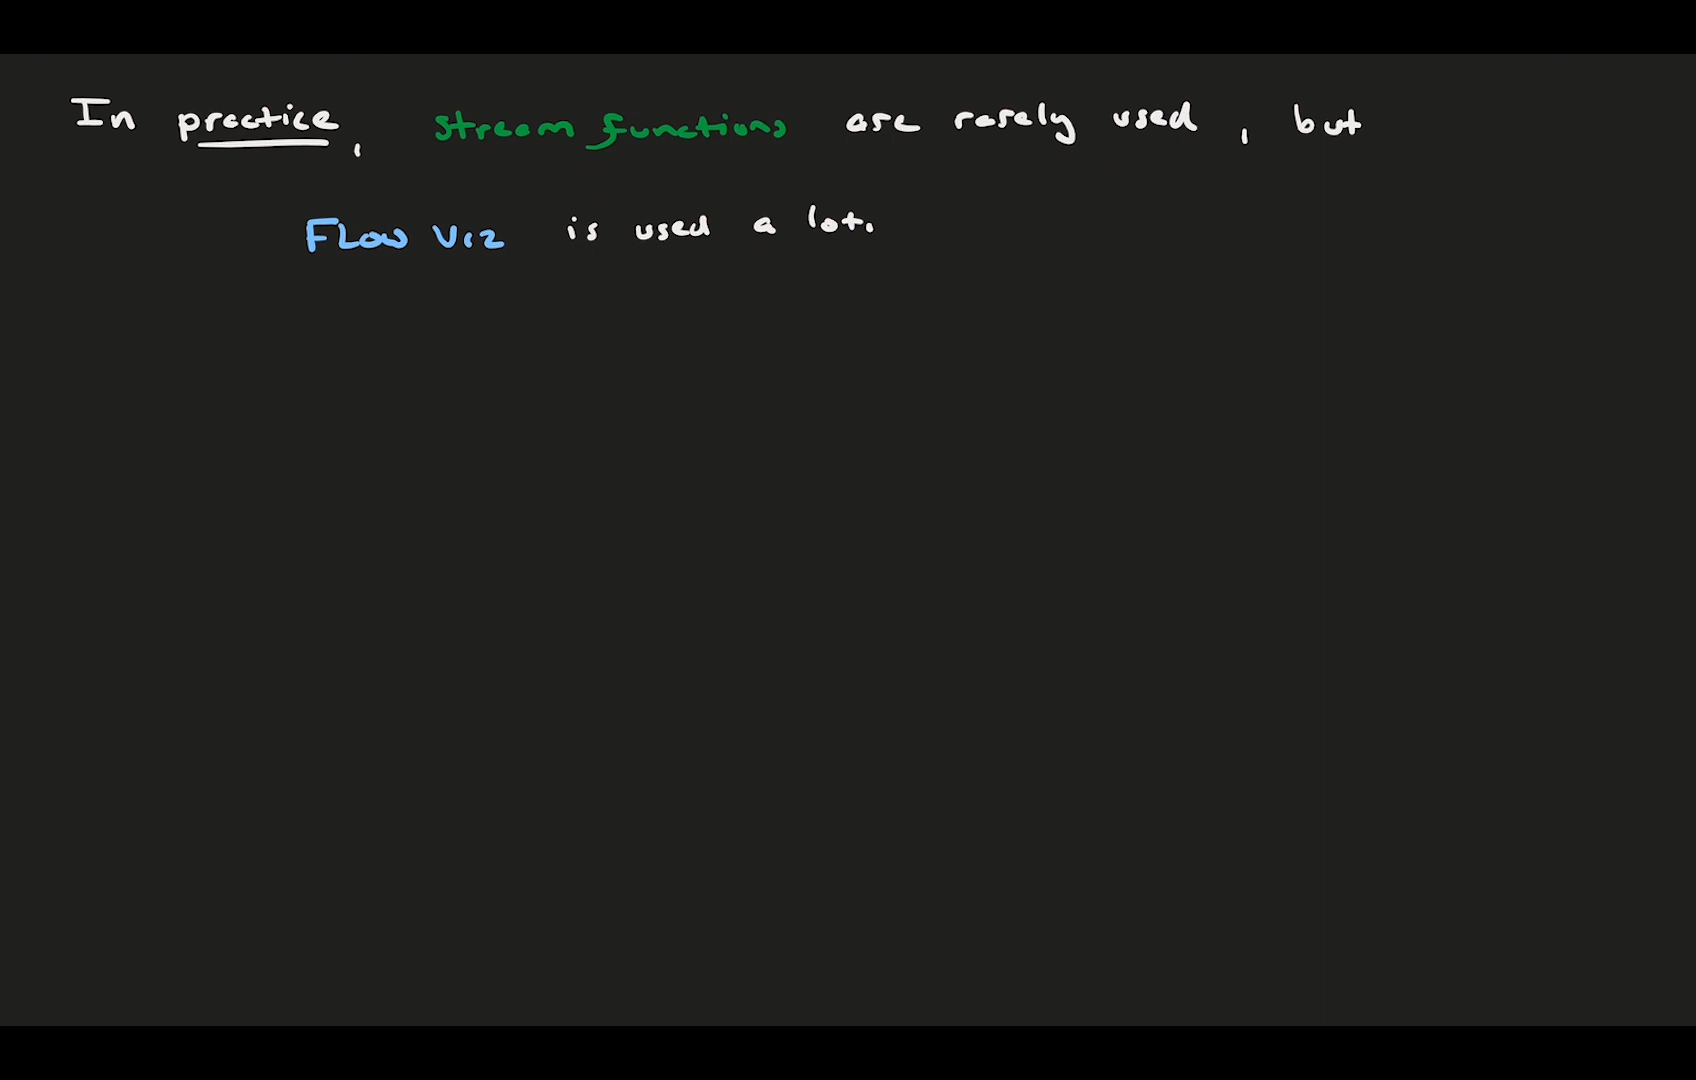 In practice, stream functions are rarely used, but
Flow Viz is used a lot.